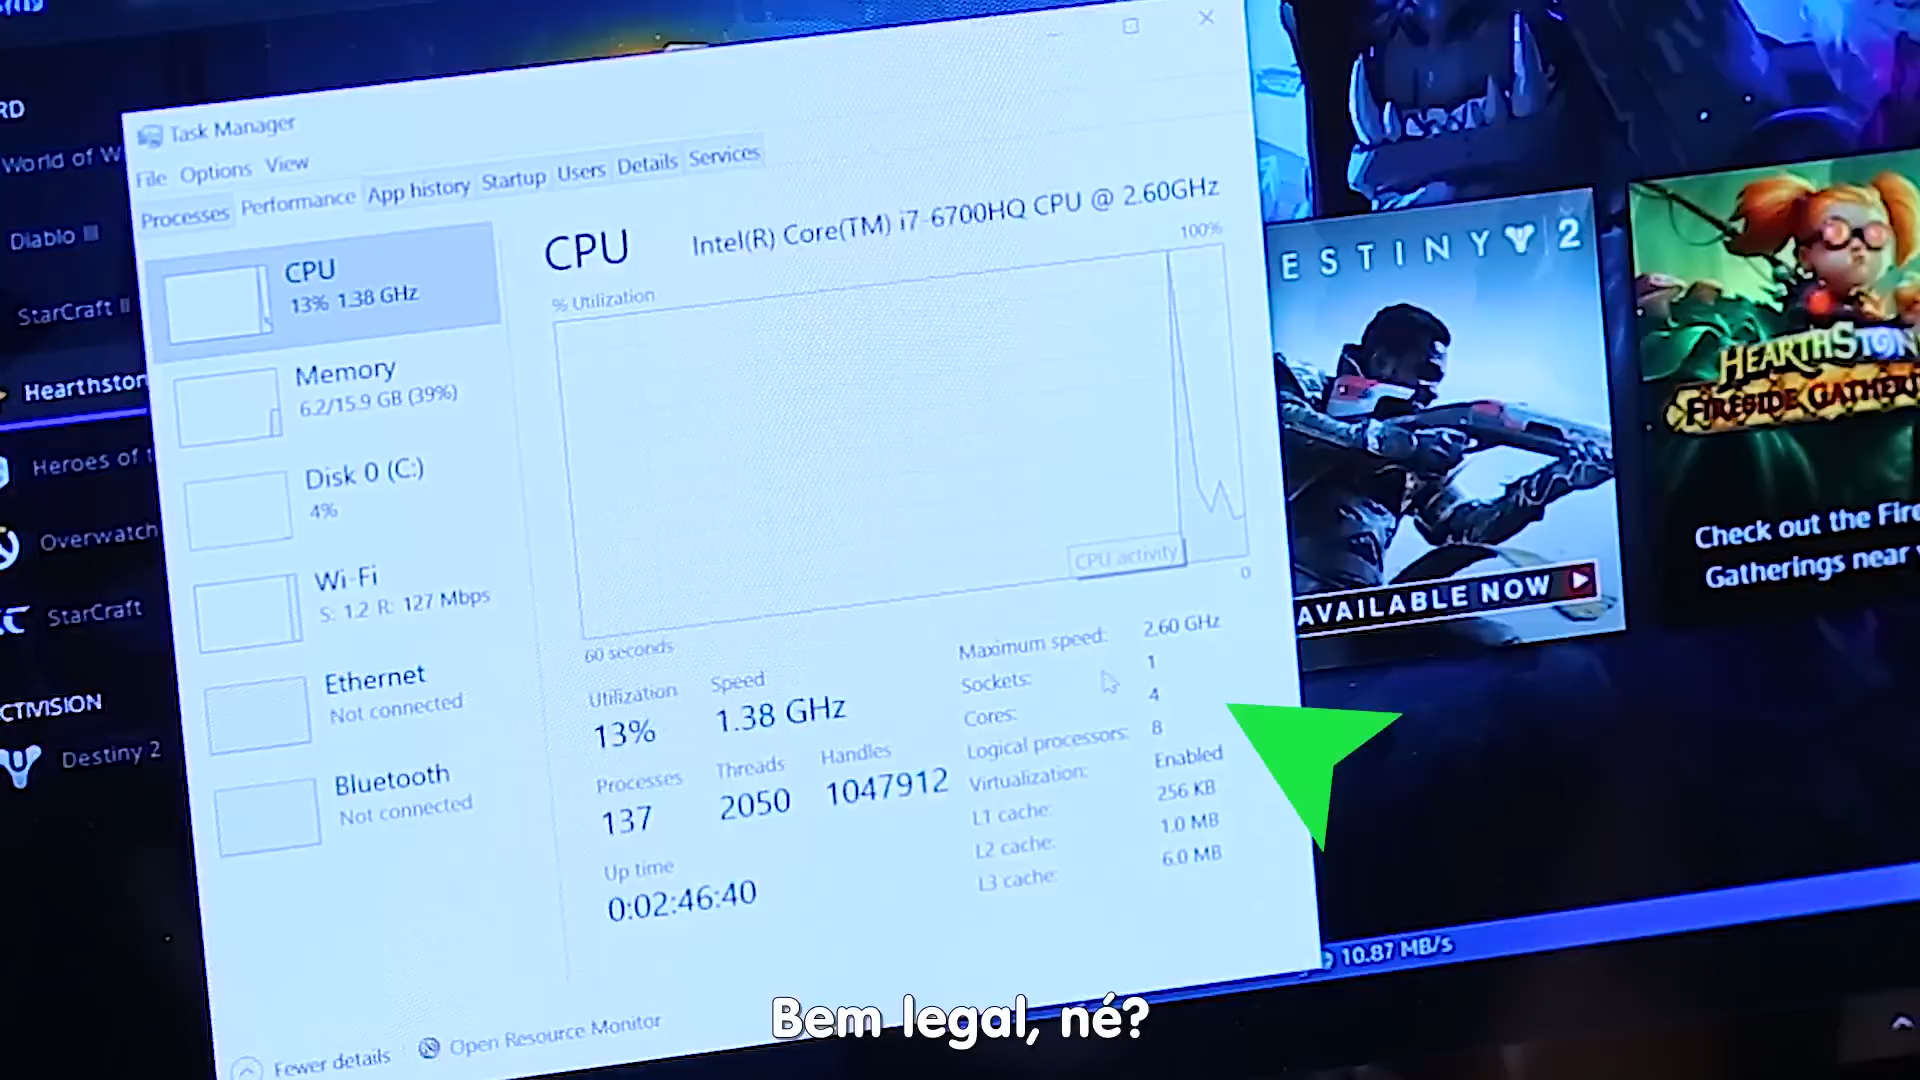 RD
World of W
Diablo III
StarCraft II
Hearthston
Heroes of t
Overwatch
StarCraft
CTIVISION
Destiny 2
Task Manager
File Options View
Processes Performance App history Startup Users Details Services
CPU
13% 1.38 GHz
Memory
6.2/15.9 GB (39%)
Disk 0 (C:)
4%
Wi-Fi
S: 1.2 R: 127 Mbps
Ethernet
Not connected
Bluetooth
Not connected
CPU
Intel(R) Core(TM) i7-6700HQ CPU @ 2.60GHz
% Utilization
100%
CPU activity
60 seconds
0
Utilization
13%
Speed
1.38 GHz
Processes
137
Threads
2050
Handles
1047912
Up time
0:02:46:40
Maximum speed: 2.60 GHz
Sockets: 1
Cores: 4
Logical processors: 8
Virtualization: Enabled
L1 cache: 256 KB
L2 cache: 1.0 MB
L3 cache: 6.0 MB
Fewer details
Open Resource Monitor
ESTINY 2
AVAILABLE NOW
HEARTHSTON
FIRESIDE GATHERI
Check out the Fire
Gatherings near
10.87 MB/s
Bem legal, né?